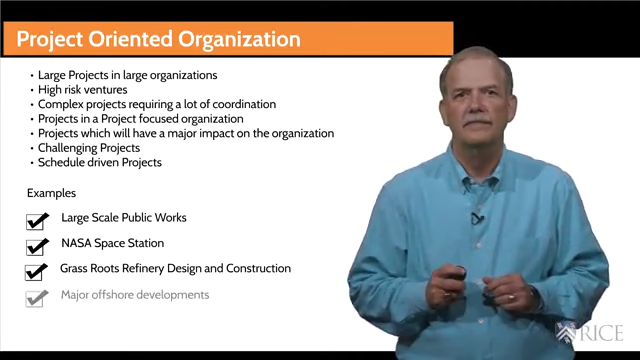 Project Oriented Organization
• Large Projects in large organizations
• High risk ventures
• Complex projects requiring a lot of coordination
• Projects in a Project focused organization
• Projects which will have a major impact on the organization
• Challenging Projects
• Schedule driven Projects
Examples
Large Scale Public Works
NASA Space Station
Grass Roots Refinery Design and Construction
Major offshore developments
RICE